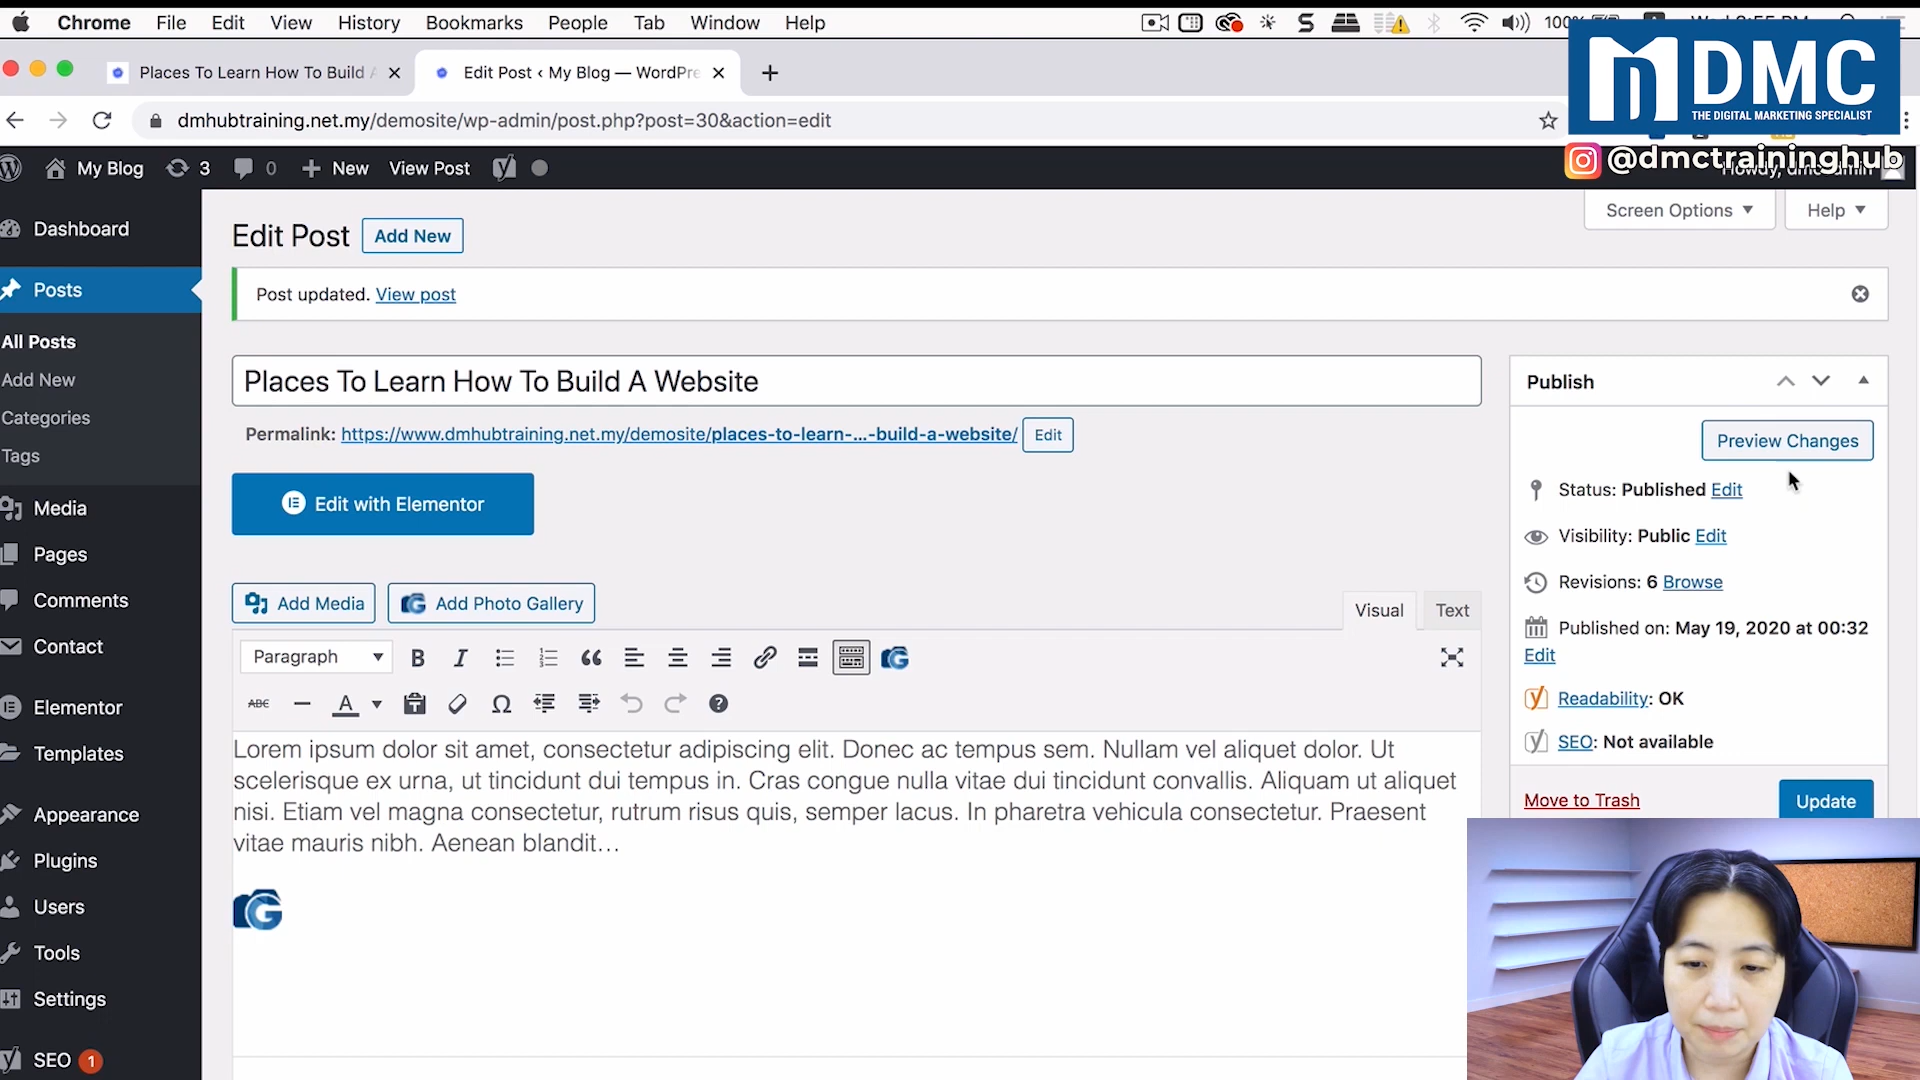 Chrome File Edit View History Bookmarks People Tab Window Help
100%
Places To Learn How To Build A
Edit Post ‹ My Blog — WordPre
dmhubtraining.net.my/demosite/wp-admin/post.php?post=30&action=edit
DMC
THE DIGITAL MARKETING SPECIALIST
@dmctraininghub
My Blog 3 0 New View Post
Screen Options Help
Dashboard
Posts
All Posts
Add New
Categories
Tags
Media
Pages
Comments
Contact
Elementor
Templates
Appearance
Plugins
Users
Tools
Settings
SEO 1
Edit Post Add New
Post updated. View post
Places To Learn How To Build A Website
Permalink: https://www.dmhubtraining.net.my/demosite/places-to-learn-...-build-a-website/ Edit
Edit with Elementor
Add Media Add Photo Gallery
Visual Text
Paragraph
Lorem ipsum dolor sit amet, consectetur adipiscing elit. Donec ac tempus sem. Nullam vel aliquet dolor. Ut
scelerisque ex urna, ut tincidunt dui tempus in. Cras congue nulla vitae dui tincidunt convallis. Aliquam ut aliquet
nisi. Etiam vel magna consectetur, rutrum risus quis, semper lacus. In pharetra vehicula consectetur. Praesent
vitae mauris nibh. Aenean blandit...
Publish
Preview Changes
Status: Published Edit
Visibility: Public Edit
Revisions: 6 Browse
Published on: May 19, 2020 at 00:32
Edit
Readability: OK
SEO: Not available
Move to Trash
Update